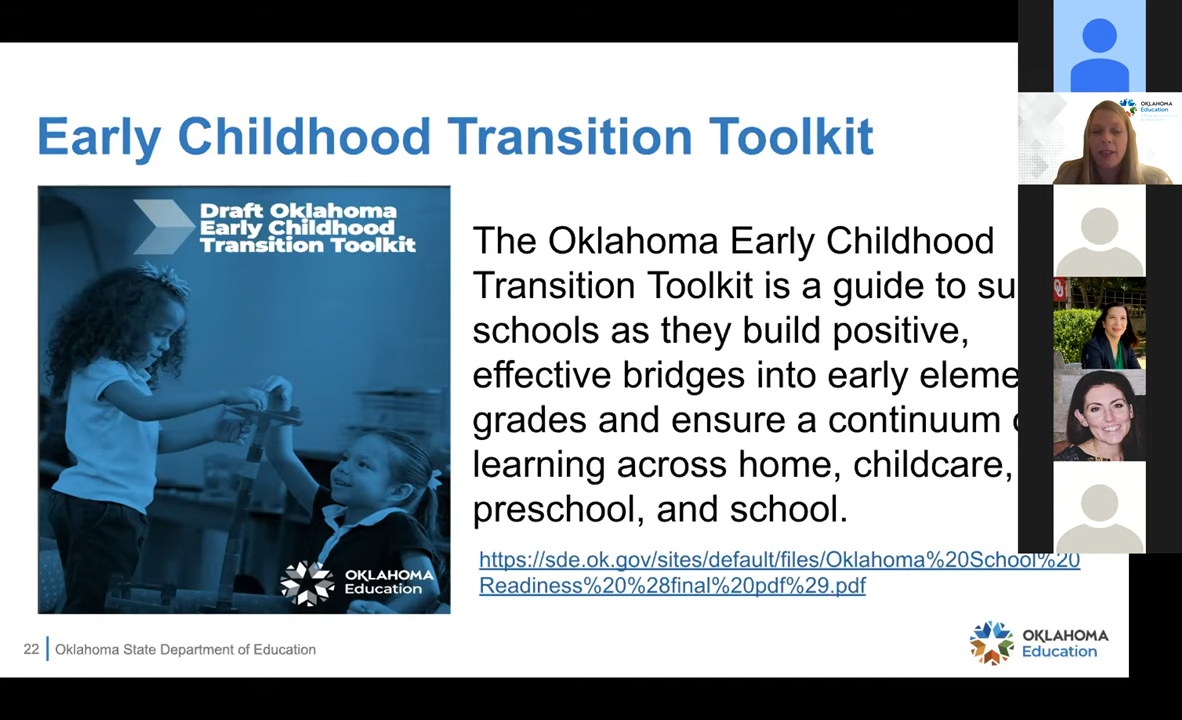 Early Childhood Transition Toolkit
Draft Oklahoma
Early Childhood
Transition Toolkit
OKLAHOMA
Education
The Oklahoma Early Childhood
Transition Toolkit is a guide to
schools as they build positive,
effective bridges into early
grades and ensure a continuum
learning across home, childcare,
preschool, and school.
https://sde.ok.gov/sites/default/files/Oklahoma%20School%20
Readiness%20%28final%20pdf%29.pdf
22
Oklahoma State Department of Education
OKLAHOMA
Education
OKLAHOMA
Education